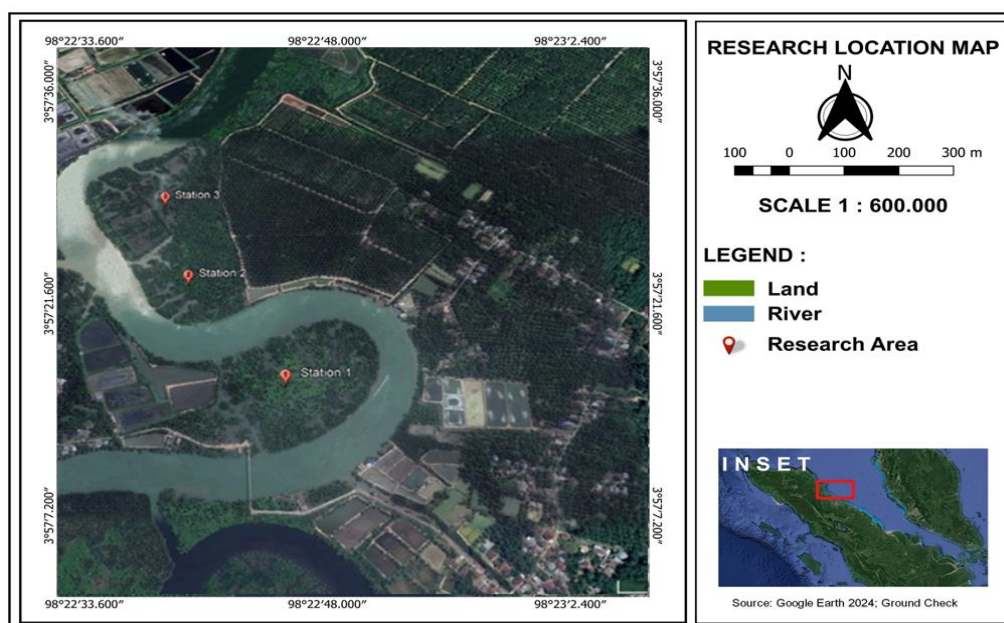 98°22′33.600″ 98°22′48.000″ 98°23′2.400″
3°57′36.000″ 3°57′36.000″
Station 3
Station 2
3°57′21.600″ 3°57′21.600″
Station 1
3°57′7.200″ 3°57′7.200″
98°22′33.600″ 98°22′48.000″ 98°23′2.400″
RESEARCH LOCATION MAP
N
100 0 100 200 300 m
SCALE 1 : 600.000
LEGEND :
Land
River
Research Area
INSET
Source: Google Earth 2024; Ground Check